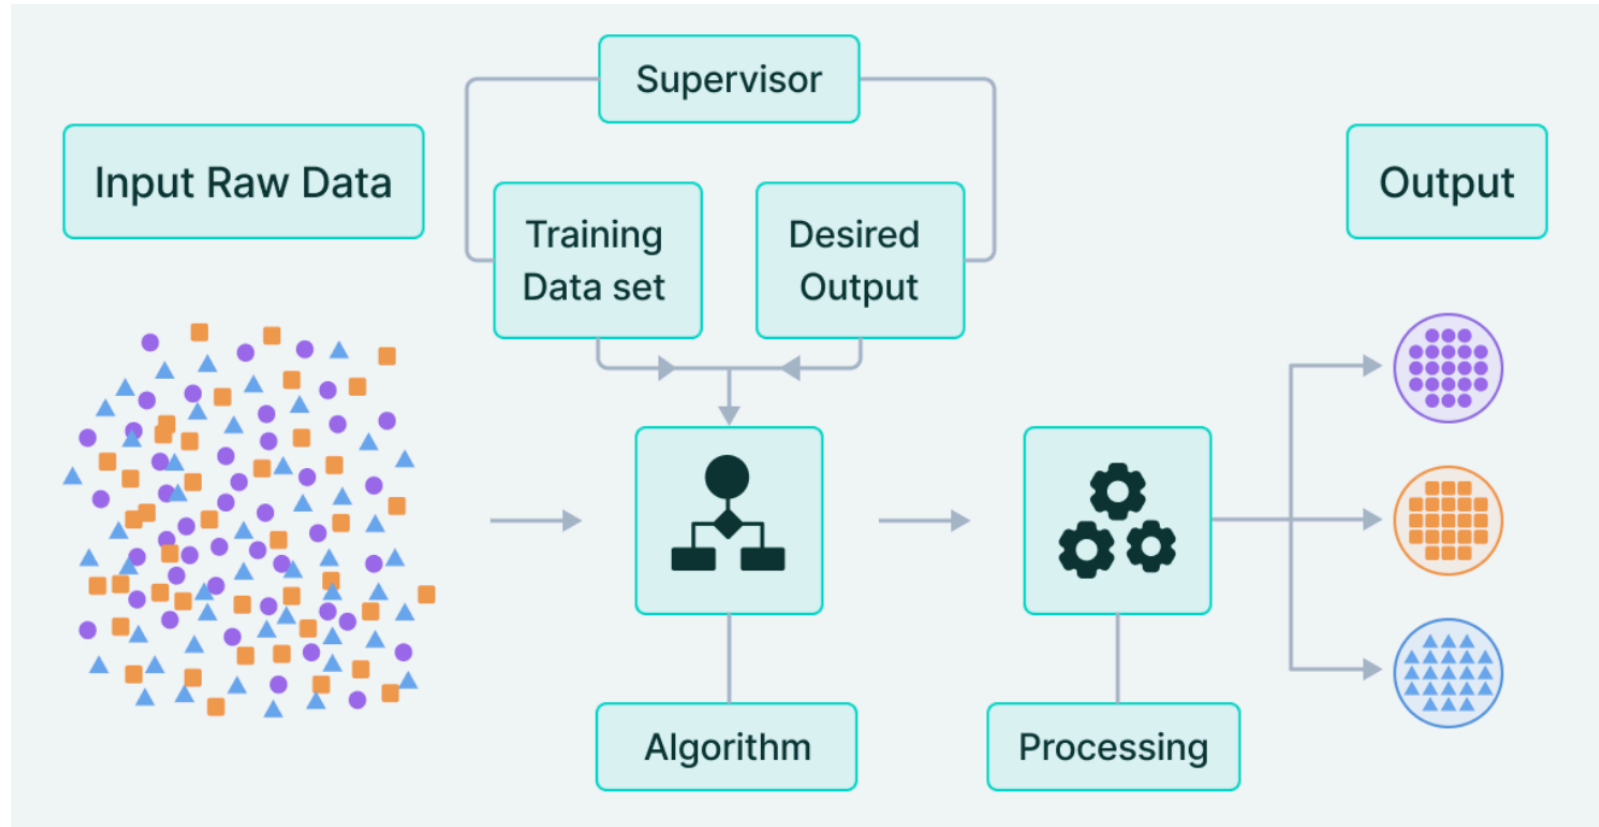 Supervisor
Input Raw Data
Training
Data set
Desired
Output
Output
Algorithm
Processing